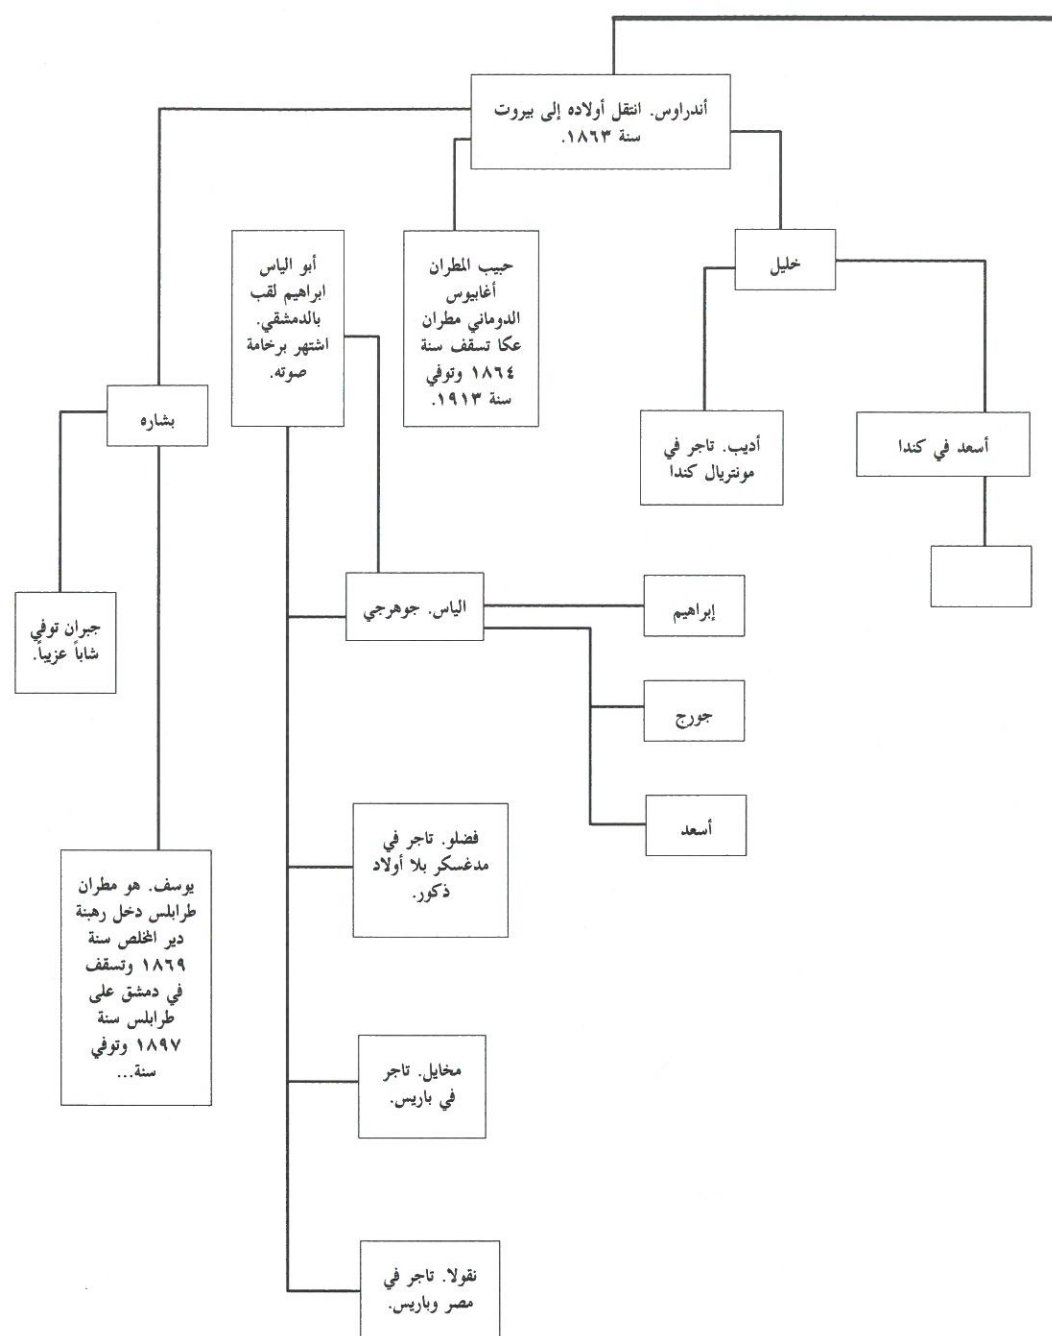 أندراوس. انتقل أولاده إلى بيروت
سنة ١٨٦٣.
خليل
حبيب المطران
أغابيوس
الدوماني مطران
عكا تسقف سنة
١٨٦٤ وتوفي
سنة ١٩١٣.
أبو الياس
ابراهيم لقب
بالدمشقي.
اشتهر برخامة
صوته.
بشاره
أسعد في كندا
أديب. تاجر في
مونتريال كندا
الياس. جوهرجي
إبراهيم
جورج
أسعد
جبران توفي
شاباً عزيباً.
فضلو. تاجر في
مدغسكر بلا أولاد
ذكور.
يوسف. هو مطران
طرابلس دخل رهبنة
دير المخلص سنة
١٨٦٩ وتسقف
في دمشق على
طرابلس سنة
١٨٩٧ وتوفي
سنة...
مخايل. تاجر
في باريس.
نقولا. تاجر في
مصر وباريس.